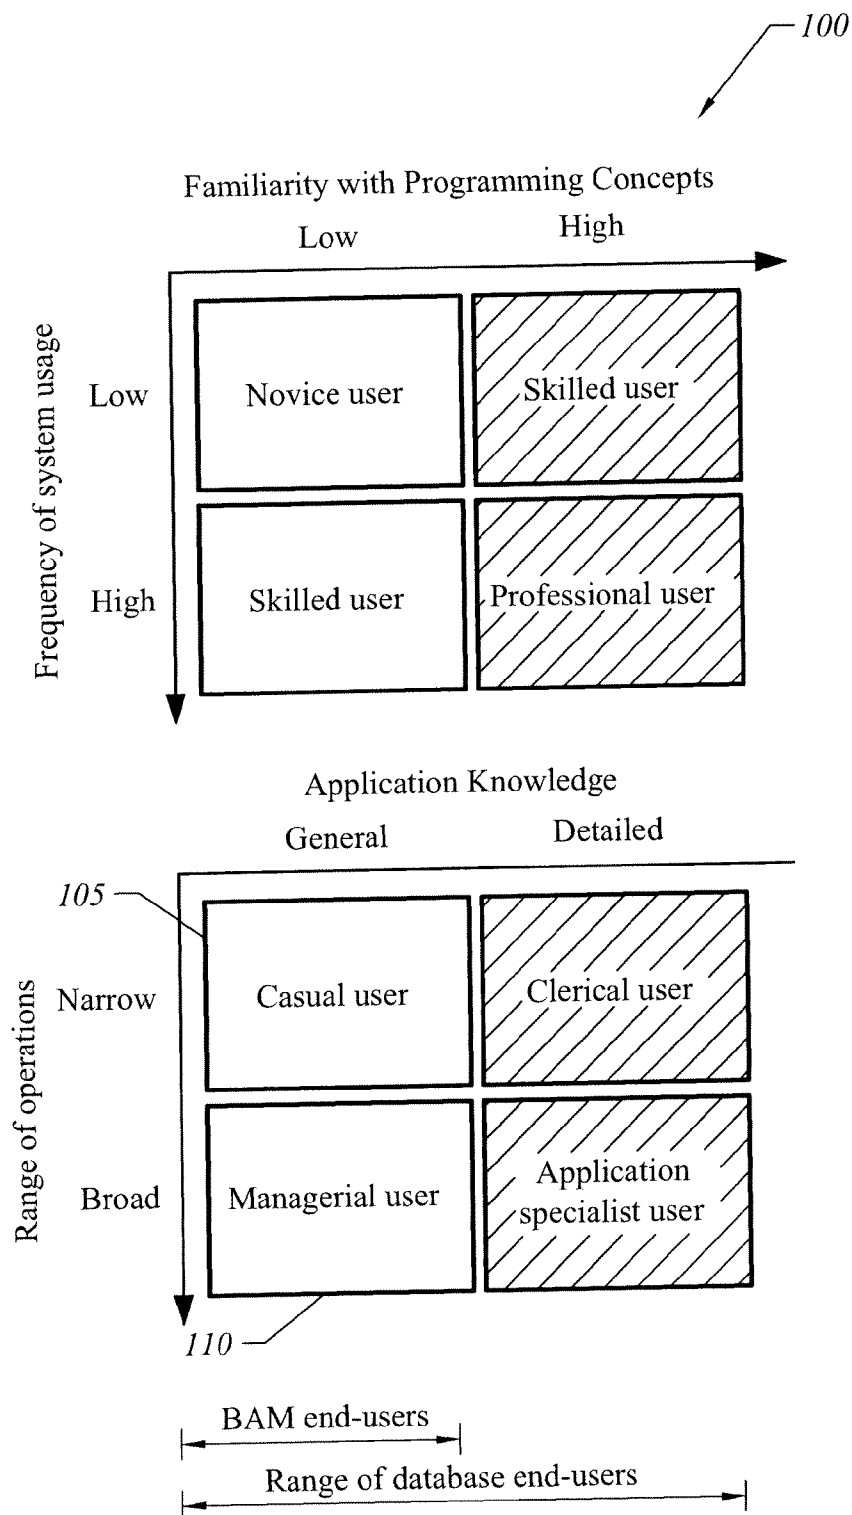 100
Familiarity with Programming Concepts
Low High
Frequency of system usage
Low
Novice user
Skilled user
High
Skilled user
Professional user
Application Knowledge
General Detailed
105
Range of operations
Narrow
Casual user
Clerical user
Broad
Managerial user
Application
specialist user
110
BAM end-users
Range of database end-users